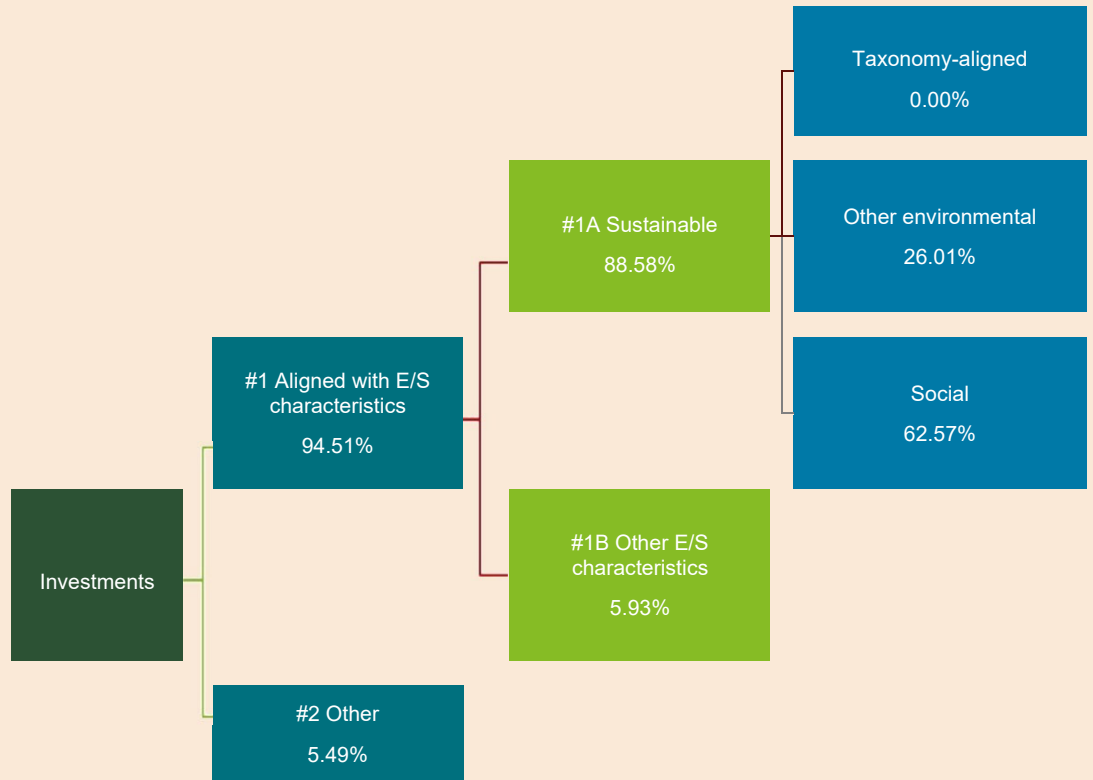 Taxonomy-aligned
0.00%
#1A Sustainable
88.58%
Other environmental
26.01%
#1 Aligned with E/S
characteristics
94.51%
Social
62.57%
Investments
#1B Other E/S
characteristics
5.93%
#2 Other
5.49%